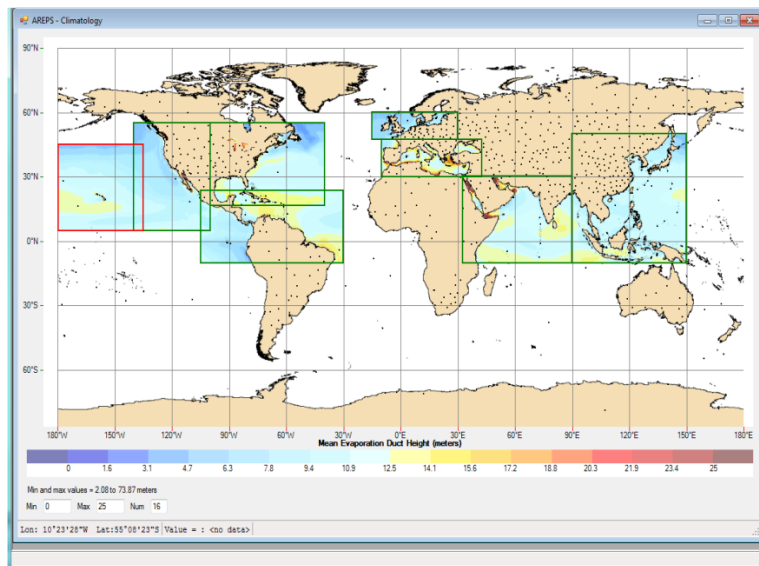 AREPS - Climatology
90°N
60°N
30°N
0°N
30°S
60°S
180°W 150°W 120°W 90°W 60°W 30°W 0°E 30°E 60°E 90°E 120°E 150°E 180°E
Mean Evaporation Duct Height (meters)
0 1.6 3.1 4.7 6.3 7.8 9.4 10.9 12.5 14.1 15.6 17.2 18.8 20.3 21.9 23.4 25
Min and max values = 2.08 to 73.87 meters
Min 0 Max 25 Num 16
Lon: 10°23'28"W Lat:55°08'23"S Value = : <no data>